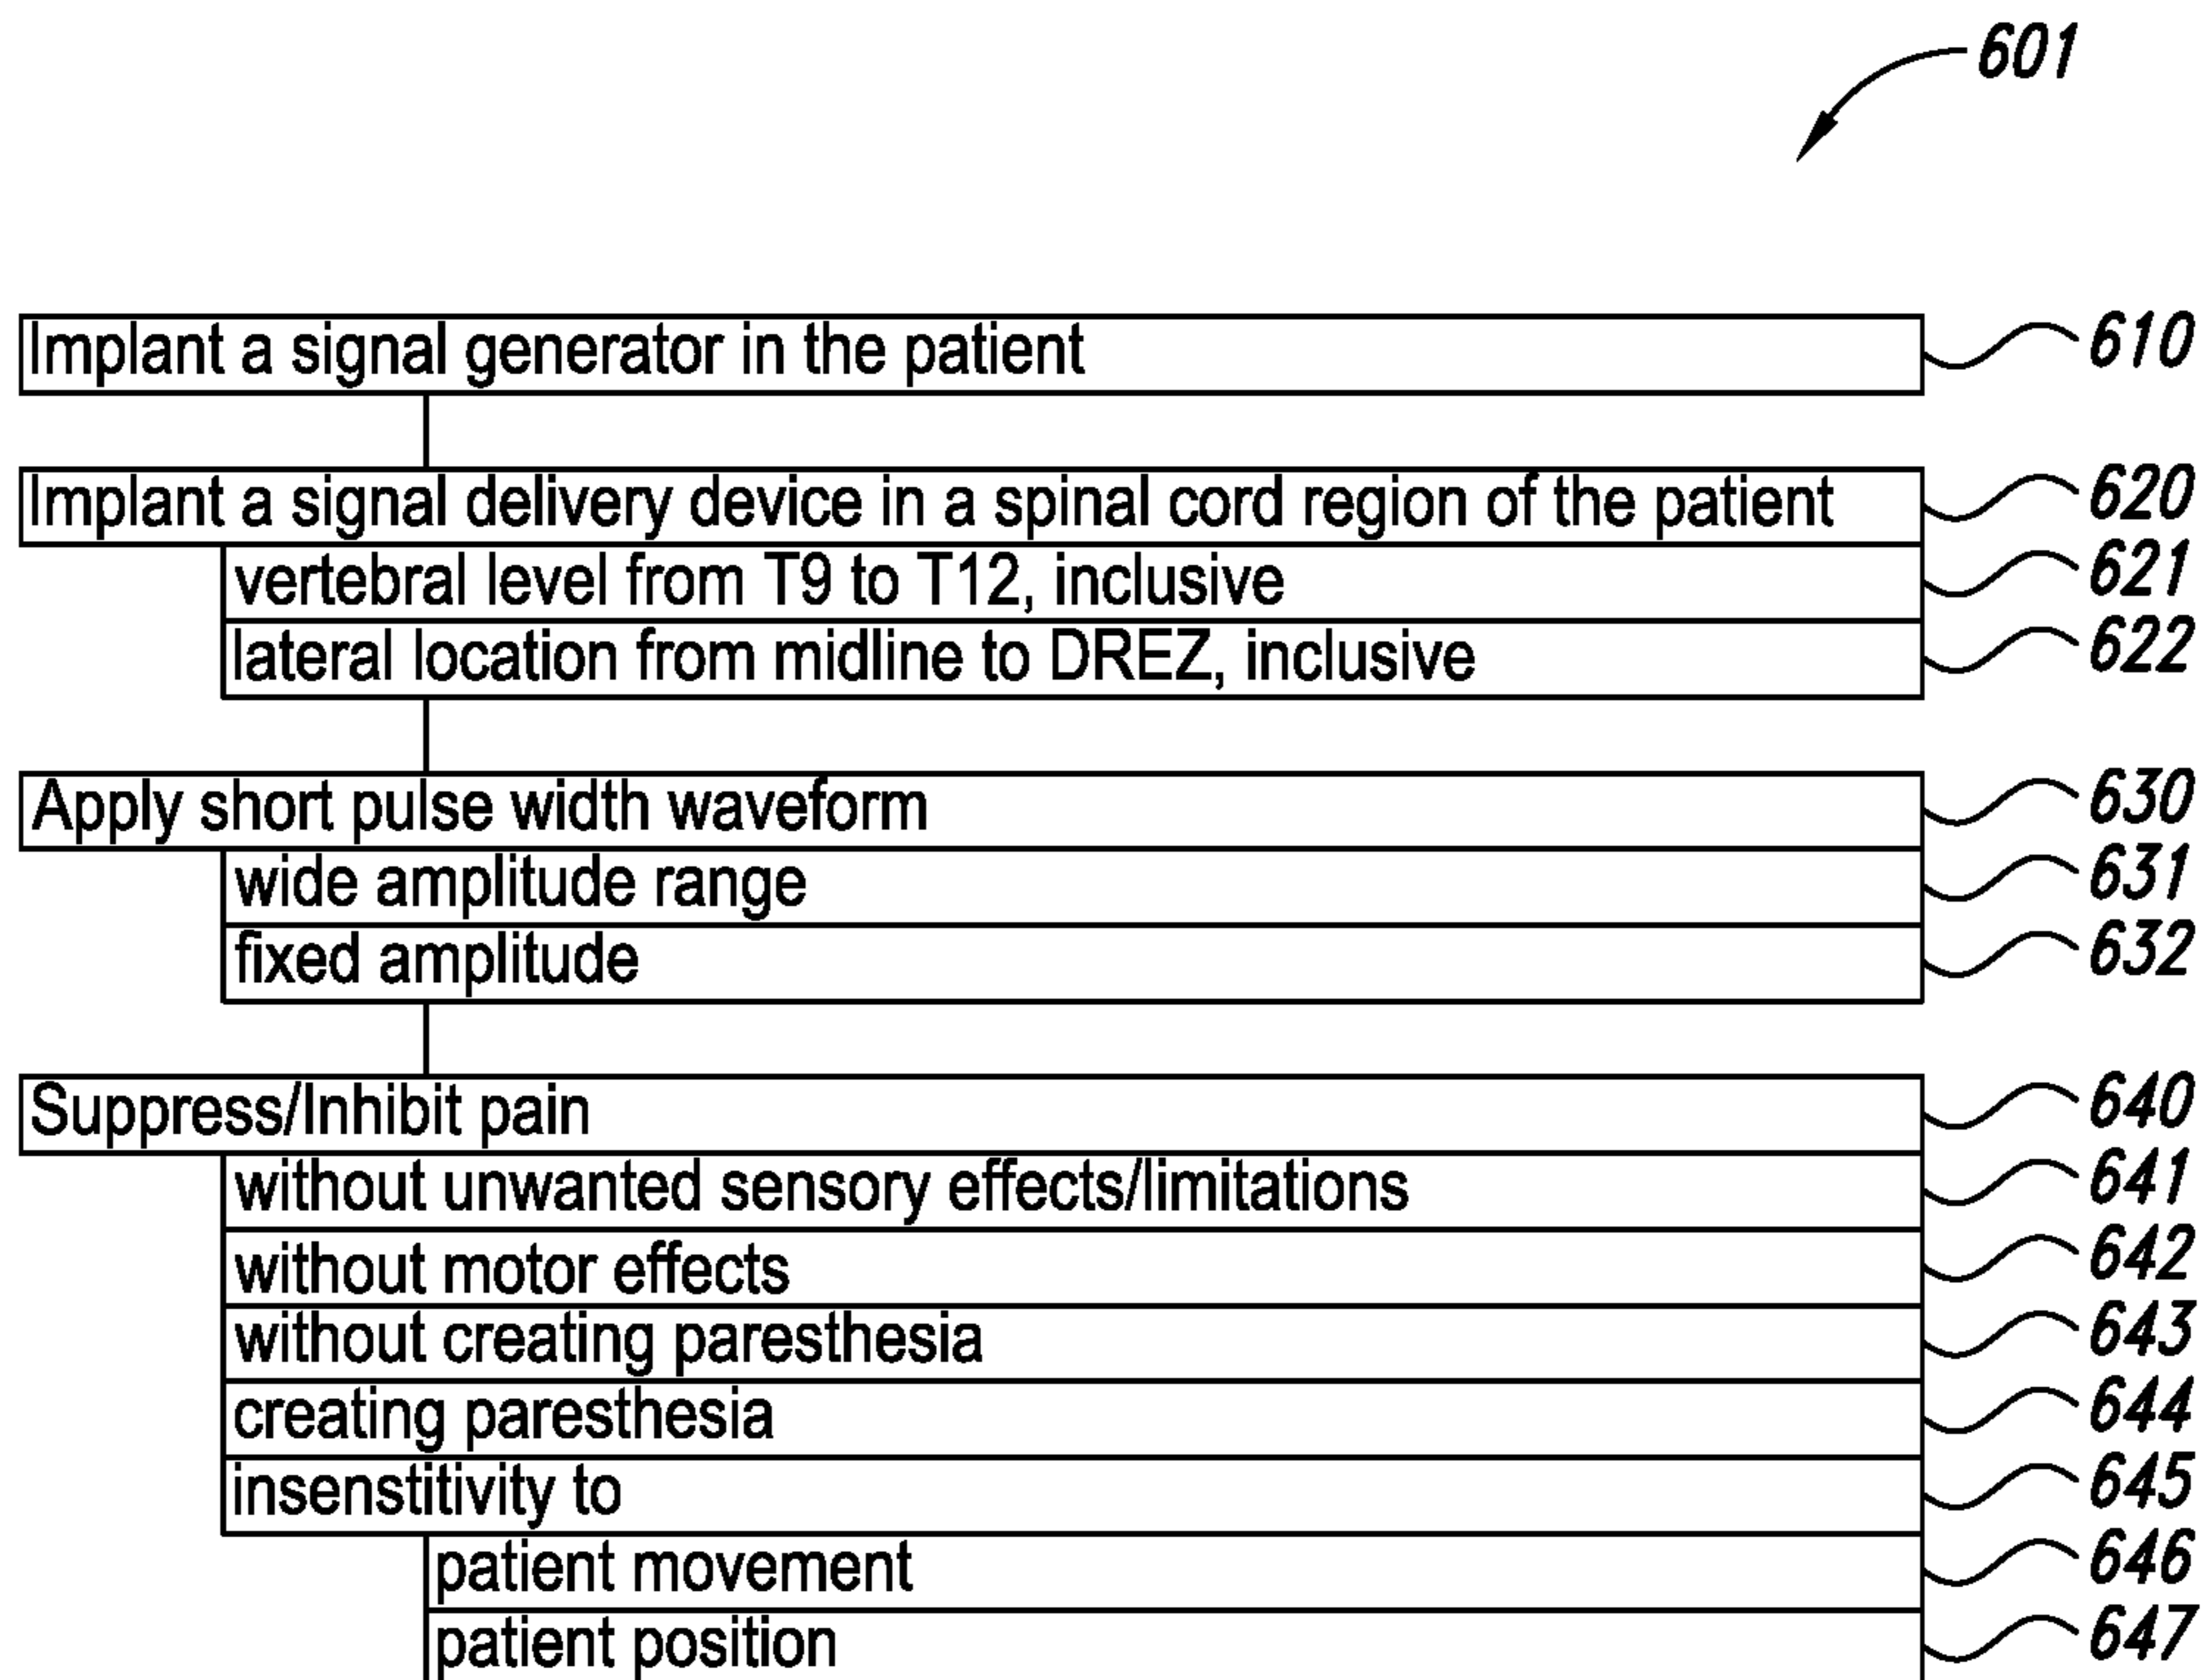 601
Implant a signal generator in the patient 610
Implant a signal delivery device in a spinal cord region of the patient 620
vertebral level from T9 to T12, inclusive 621
lateral location from midline to DREZ, inclusive 622
Apply short pulse width waveform 630
wide amplitude range 631
fixed amplitude 632
Suppress/Inhibit pain 640
without unwanted sensory effects/limitations 641
without motor effects 642
without creating paresthesia 643
creating paresthesia 644
insenstitivity to 645
patient movement 646
patient position 647